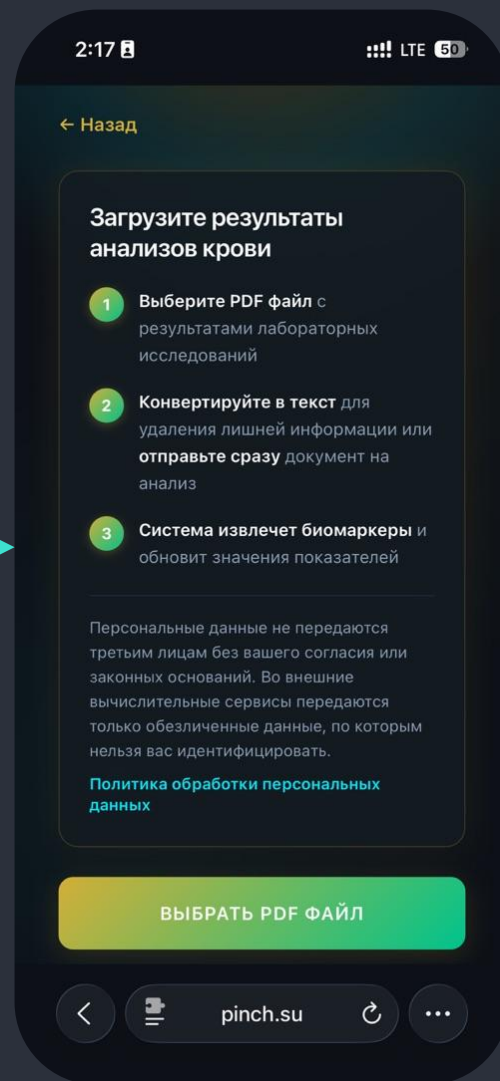 2:17
LTE 50
← Назад
Загрузите результаты
анализов крови
1 Выберите PDF файл с
результатами лабораторных
исследований
2 Конвертируйте в текст для
удаления лишней информации или
отправьте сразу документ на
анализ
3 Система извлечет биомаркеры и
обновит значения показателей
Персональные данные не передаются
третьим лицам без вашего согласия или
законных оснований. Во внешние
вычислительные сервисы передаются
только обезличенные данные, по которым
нельзя вас идентифицировать.
Политика обработки персональных
данных
ВЫБРАТЬ PDF ФАЙЛ
pinch.su